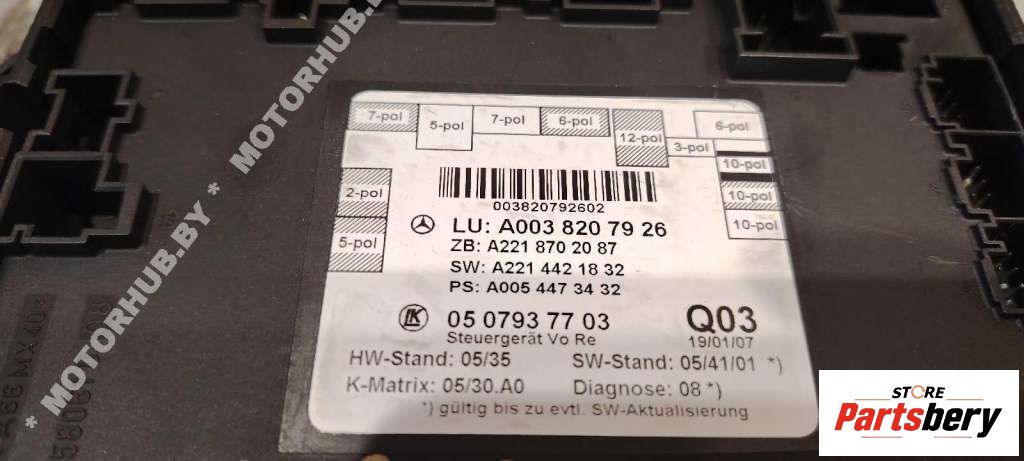 7-pol
5-pol
7-pol
6-pol
12-pol
3-pol
6-pol
10-pol
10-pol
10-pol
2-pol
5-pol
003820792602
LU: A003 820 79 26
ZB: A221 870 20 87
SW: A221 442 18 32
PS: A005 447 34 32
LK 05 0793 77 03 Q03
Steuergerät Vo Re 19/01/07
HW-Stand: 05/35 SW-Stand: 05/41/01 *)
K-Matrix: 05/30.A0 Diagnose: 08 *)
*) gültig bis zu evtl. SW-Aktualisierung
* MOTORHUB.BY * MOTORHUB.BY
STORE
Partsbery